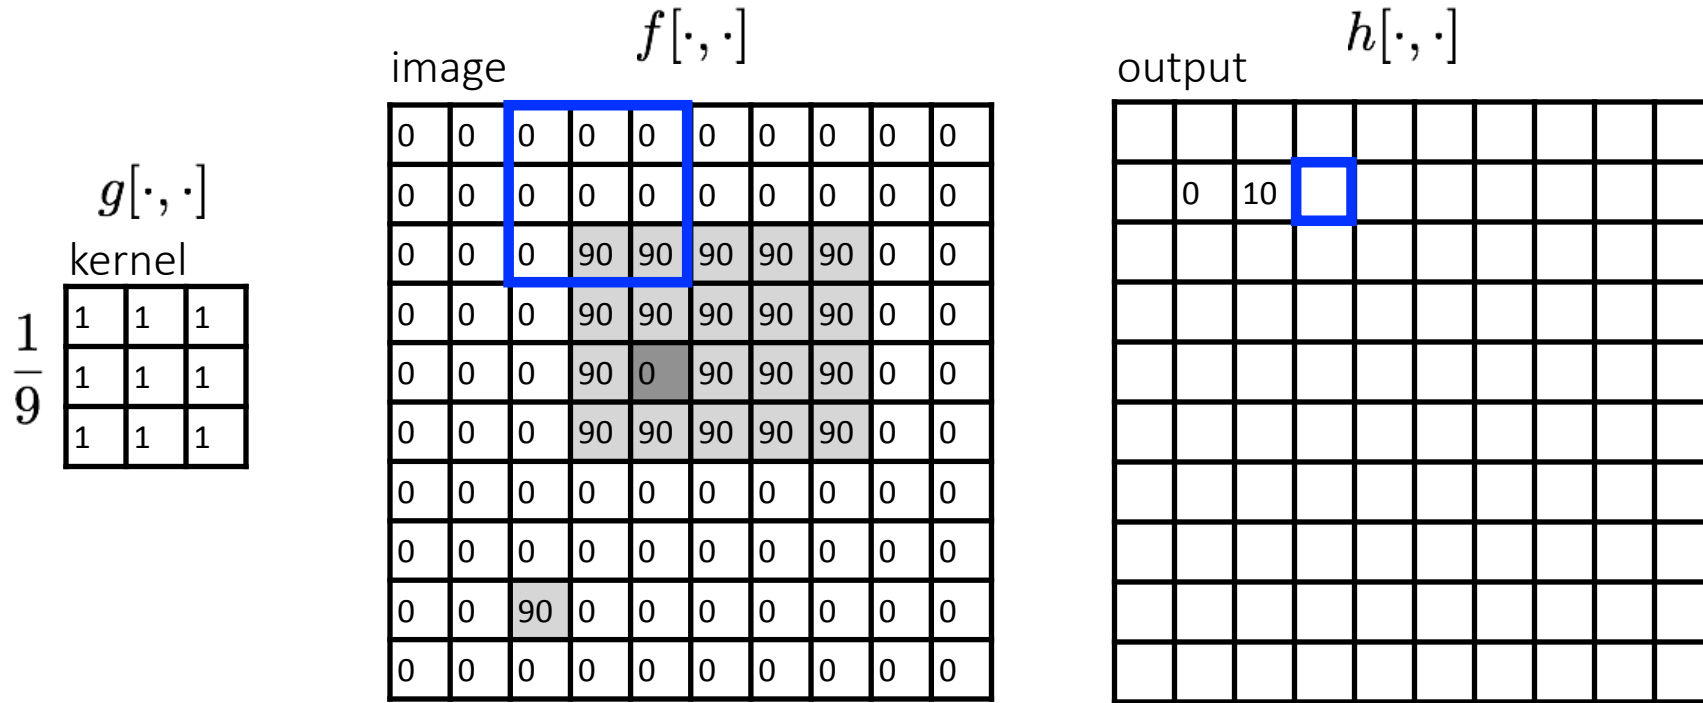 g[·, ·]
kernel
1/9
1 1 1
1 1 1
1 1 1
f[·, ·]
image
0 0 0 0 0 0 0 0 0 0
0 0 0 0 0 0 0 0 0 0
0 0 0 90 90 90 90 90 0 0
0 0 0 90 90 90 90 90 0 0
0 0 0 90 0 90 90 90 0 0
0 0 0 90 90 90 90 90 0 0
0 0 0 0 0 0 0 0 0 0
0 0 0 0 0 0 0 0 0 0
0 0 90 0 0 0 0 0 0 0
0 0 0 0 0 0 0 0 0 0
h[·, ·]
output
0 10